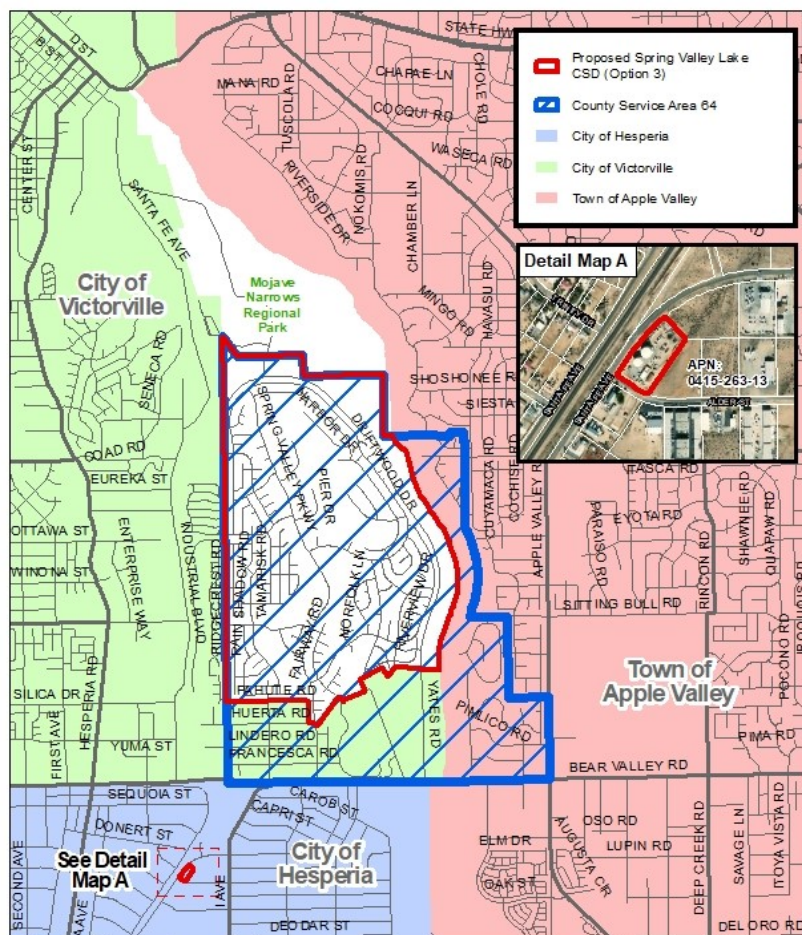 D ST
B ST
STATE HW
MANA RD
TUSCOLA RD
CHAPAE LN
CHOLE RD
COCQUI RD
WASECA RD
CENTER ST
SANTA FE AVE
RIVERSIDE DR
NOKOMIS RD
CHAMBER LN
MINGO RD
HAVASU RD
Proposed Spring Valley Lake
CSD (Option 3)
County Service Area 64
City of Hesperia
City of Victorville
Town of Apple Valley
Detail Map A
APN:
0415-263-13
ALDER ST
City of
Victorville
Mojave
Narrows
Regional
Park
SENECA RD
COAD RD
EUREKA ST
OTTAWA ST
WINONA ST
ENTERPRISE WAY
INDUSTRIAL BLVD
RIDGECREST RD
RAIN SHADOW RD
TAMARISK RD
SPRING VALLEY PKWY
HARBOR DR
DRIFTWOOD DR
PIER DR
NORFOLK LN
FAIRWAY RD
RIVERVIEW DR
SHOSHONEE R
SIESTA
CUYAMACA RD
COCHISE RD
APPLE VALLEY R
ITASCA RD
PARAISO RD
EYOTA RD
RINCON RD
SHAWNEE RD
QUAPAW RD
IROQUOIS RD
SITTING BULL RD
Town of
Apple Valley
POCONO RD
PIMA RD
SILICA DR
FIRST AVE
HESPERIA RD
YUMA ST
PAHUTE RD
HUERTA RD
LINDERO RD
FRANCESCA RD
YANES RD
PIMLICO RD
BEAR VALLEY RD
SEQUOIA ST
DONERT ST
CAROB ST
CAPRI ST
See Detail
Map A
City of
Hesperia
SECOND AVE
A AVE
I AVE
DEODAR ST
ELM DR
OAK ST
AUGUSTA CR
OSO RD
LUPIN RD
DEEP CREEK RD
SAVAGE LN
ITOYA VISTA RD
DEL ORO RD